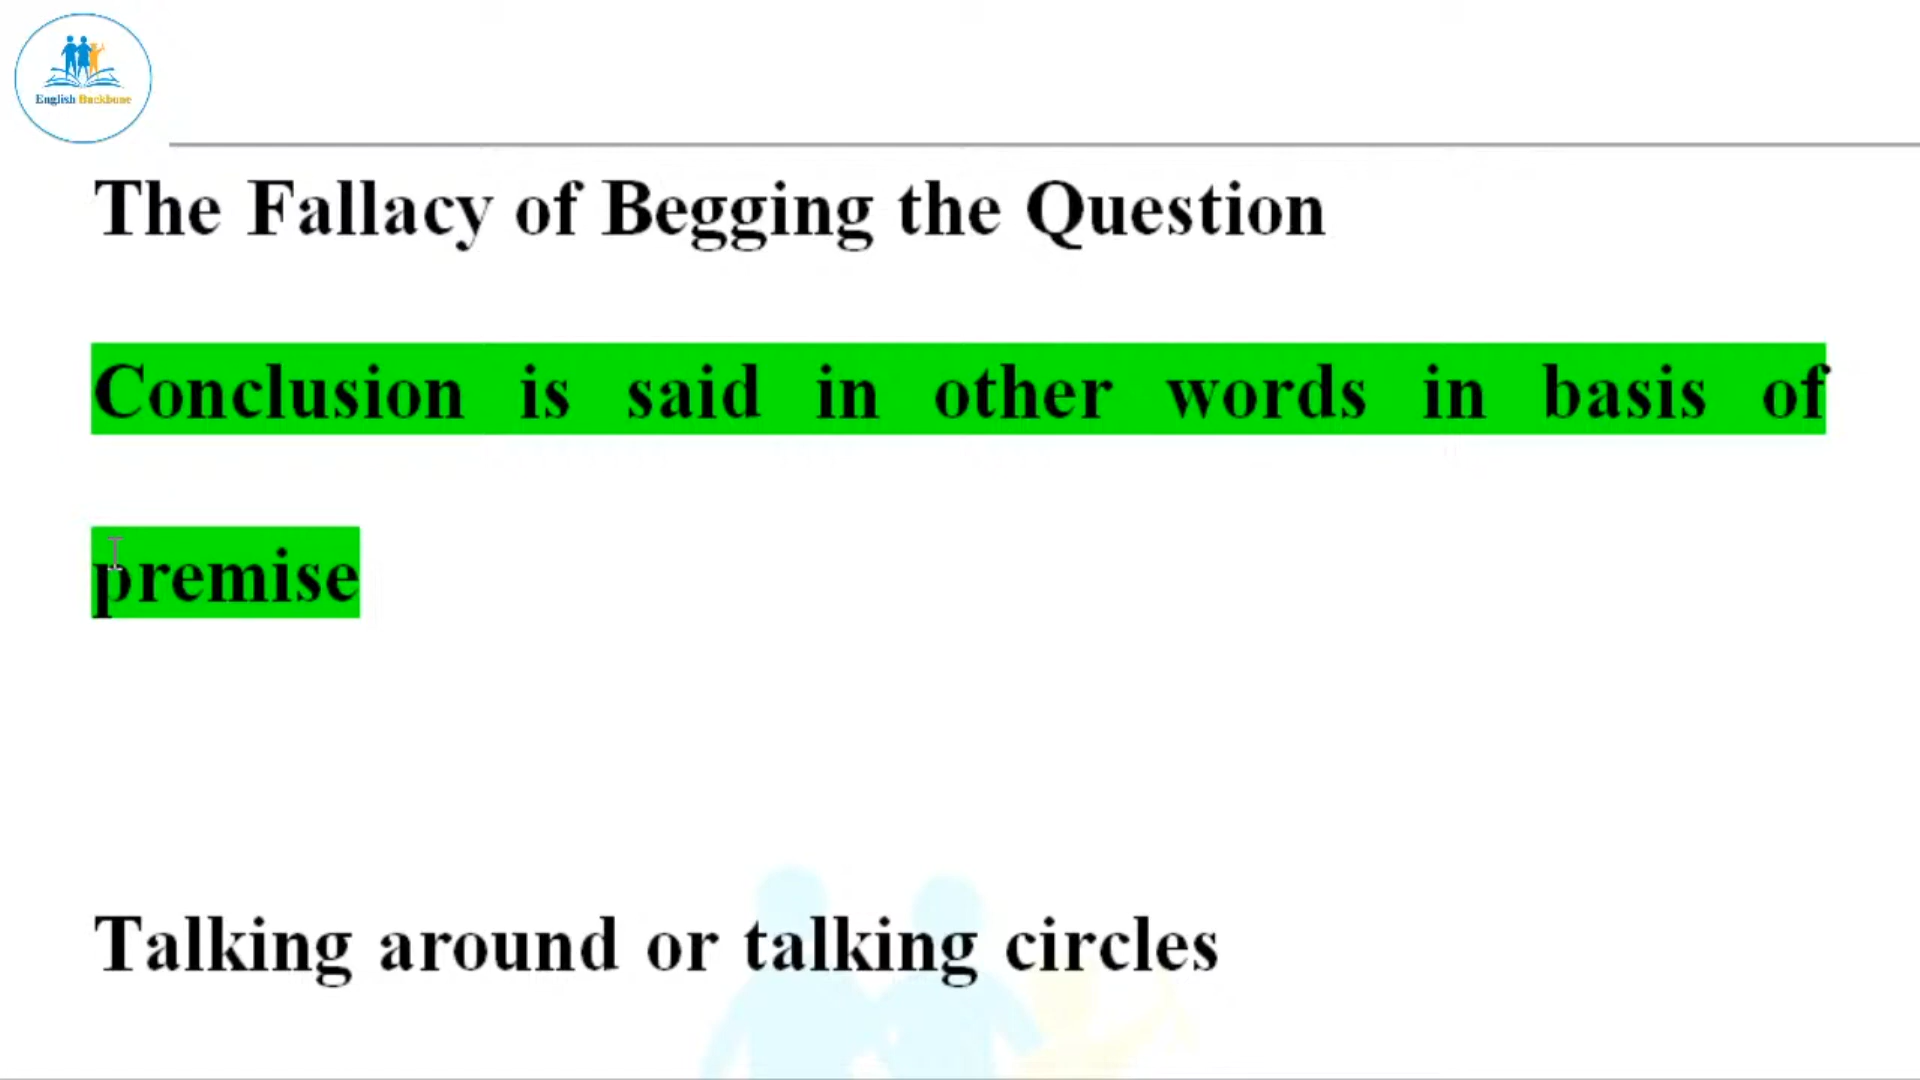 English Backbone
The Fallacy of Begging the Question
Conclusion is said in other words in basis of
premise
Talking around or talking circles